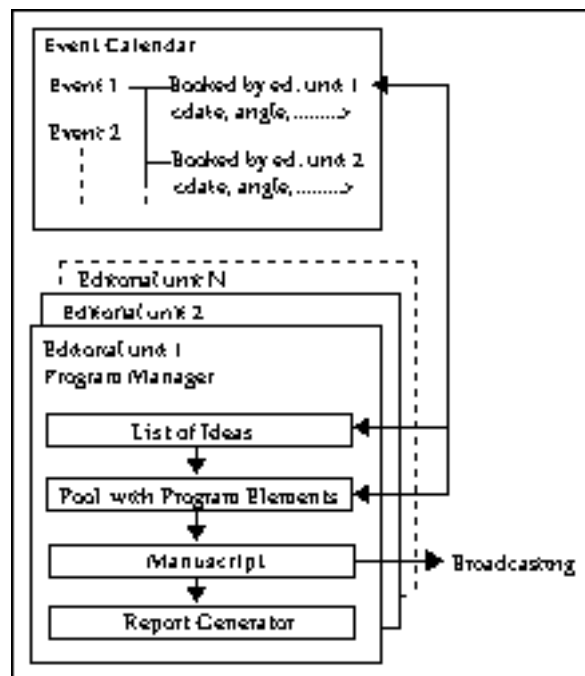 Event Calendar
Event 1
Booked by ed. unit 1
<date, angle, .........>
Event 2
Booked by ed. unit 2
<date, angle, .........>
Editorial unit N
Editorial unit 2
Editorial unit 1
Program Manager
List of Ideas
Pool with Program Elements
Manuscript
Broadcasting
Report Generator